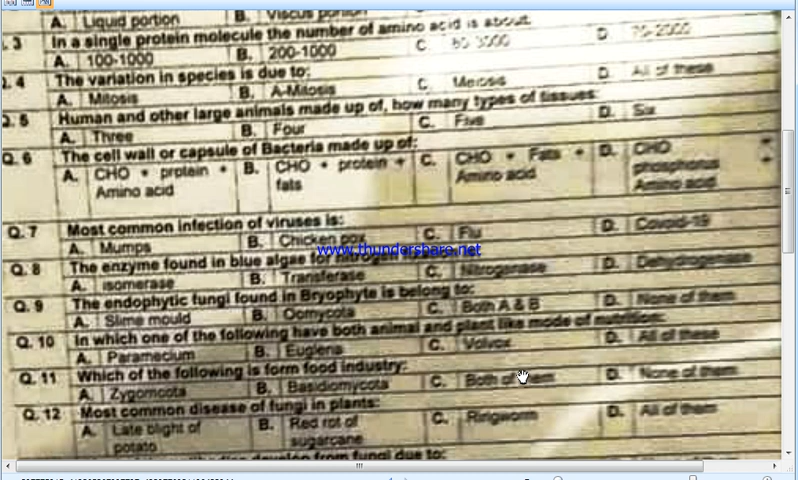 A. Liquid portion B. Viscus portion
. 3 In a single protein molecule the number of amino acid is about.
A. 100-1000 B. 200-1000 C
Q. 4 The variation in species is due to:
A. Mitosis B. A-Mitosis C. Meiosis D. All of these
Q. 5 Human and other large animals made up of, how many types of tissues:
A. Three B. Four C. Five D. Six
Q. 6 The cell wall or capsule of Bacteria made up of:
A. CHO + protein + B. CHO + protein + C. CHO + Fats + D. CHO
Amino acid fats Amino acid phosphorus
Amino acid
Q. 7 Most common infection of viruses is:
A. Mumps B. Chicken pox C. Flu D. Covoid-19
www.thundershare.net
Q. 8 The enzyme found in blue algae
A. isomerase B. Transferase C. Nitrogenase D. Dehydrogenase
Q. 9 The endophytic fungi found in Bryophyte is belong to:
A. Slime mould B. Oomycota C. Both A & B D. None of them
Q. 10 In which one of the following have both animal and plant like mode of nutrition:
A. Paramecium B. Euglena C. Volvox D. All of these
Q. 11 Which of the following is form food industry:
A. Zygomcota B. Basidiomycota C. Both of them D. None of them
Q. 12 Most common disease of fungi in plants:
A. Late blight of B. Red rot of C. Ringworm D. All of them
potato sugarcane
develop from fungi due to: